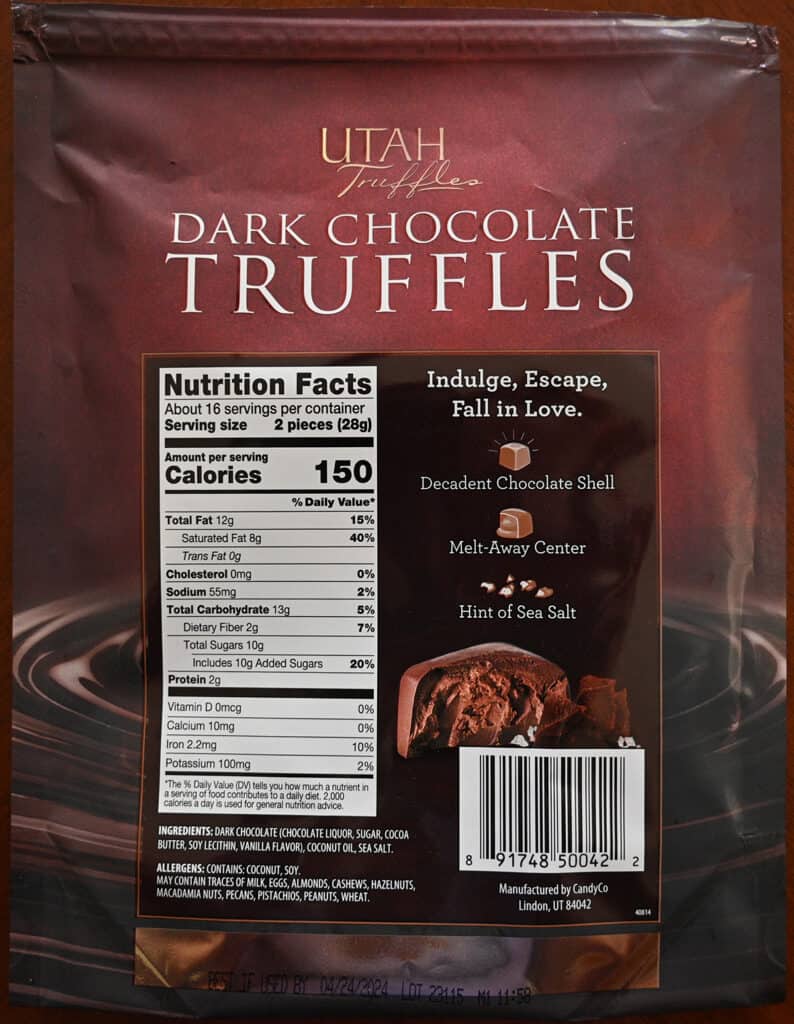 UTAH
Truffles
DARK CHOCOLATE
TRUFFLES
Nutrition Facts
About 16 servings per container
Serving size 2 pieces (28g)
Amount per serving
Calories 150
% Daily Value*
Total Fat 12g 15%
Saturated Fat 8g 40%
Trans Fat 0g
Cholesterol 0mg 0%
Sodium 55mg 2%
Total Carbohydrate 13g 5%
Dietary Fiber 2g 7%
Total Sugars 10g
Includes 10g Added Sugars 20%
Protein 2g
Vitamin D 0mcg 0%
Calcium 10mg 0%
Iron 2.2mg 10%
Potassium 100mg 2%
*The % Daily Value (DV) tells you how much a nutrient in
a serving of food contributes to a daily diet. 2,000
calories a day is used for general nutrition advice.
INGREDIENTS: DARK CHOCOLATE (CHOCOLATE LIQUOR, SUGAR, COCOA
BUTTER, SOY LECITHIN, VANILLA FLAVOR), COCONUT OIL, SEA SALT.
ALLERGENS: CONTAINS: COCONUT, SOY.
MAY CONTAIN TRACES OF MILK, EGGS, ALMONDS, CASHEWS, HAZELNUTS,
MACADAMIA NUTS, PECANS, PISTACHIOS, PEANUTS, WHEAT.
Indulge, Escape,
Fall in Love.
Decadent Chocolate Shell
Melt-Away Center
Hint of Sea Salt
8 91748 50042 2
Manufactured by CandyCo
Lindon, UT 84042
40814
BEST IF USED BY 04/24/2024 LOT 23115 M1 11:58